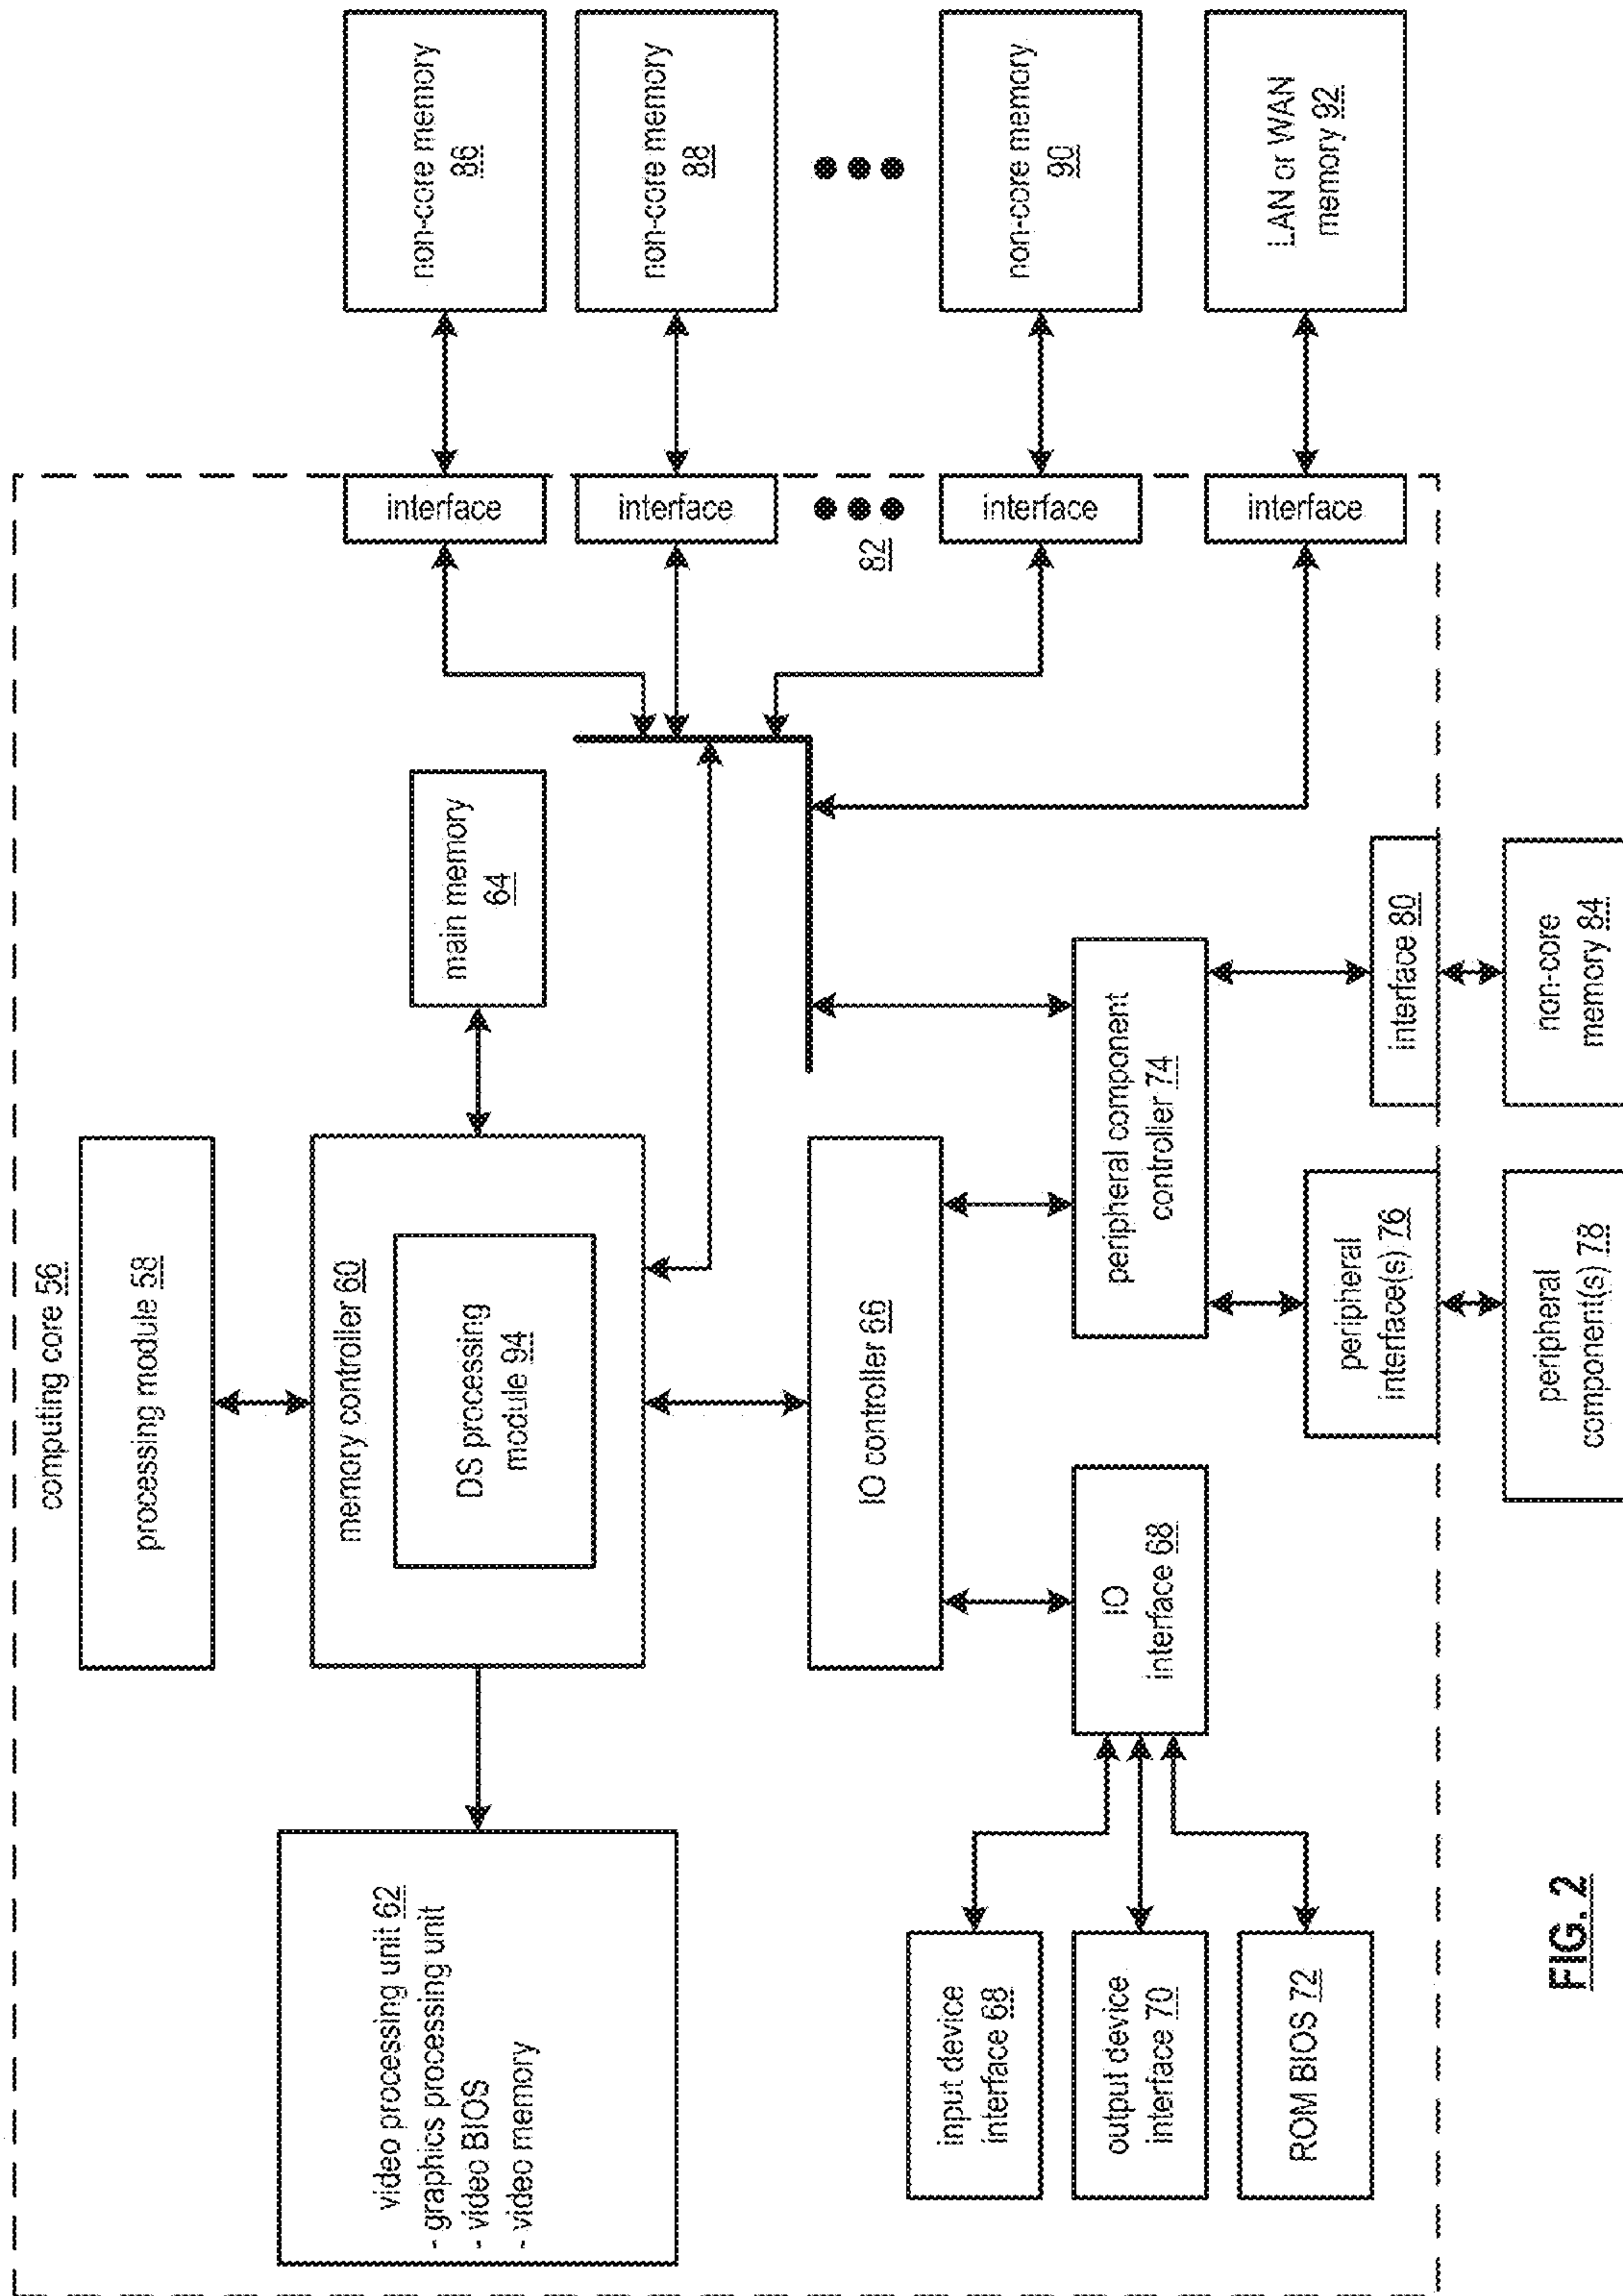 computing core 56
processing module 58
video processing unit 62
- graphics processing unit
- video BIOS
- video memory
memory controller 60
DS processing
module 94
main memory
64
IO controller 66
input device
interface 68
output device
interface 70
ROM BIOS 72
IO
interface 68
peripheral component
controller 74
peripheral
interface(s) 76
interface 80
peripheral
component(s) 78
non-core
memory 84
interface
interface
82
interface
interface
non-core memory
86
non-core memory
88
non-core memory
90
LAN or WAN
memory 92
FIG. 2